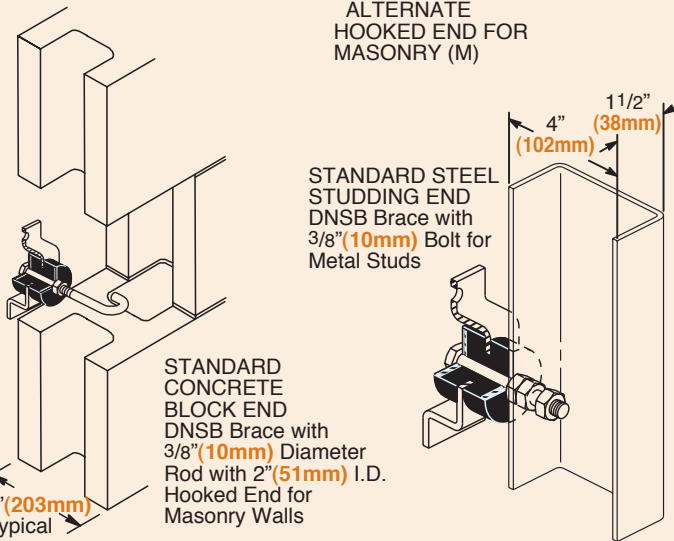 ALTERNATE
HOOKED END FOR
MASONRY (M)
11/2"
(38mm)
4"
(102mm)
STANDARD STEEL
STUDDING END
DNSB Brace with
3/8"(10mm) Bolt for
Metal Studs
STANDARD
CONCRETE
BLOCK END
DNSB Brace with
3/8"(10mm) Diameter
Rod with 2"(51mm) I.D.
Hooked End for
Masonry Walls
"(203mm)
ypical